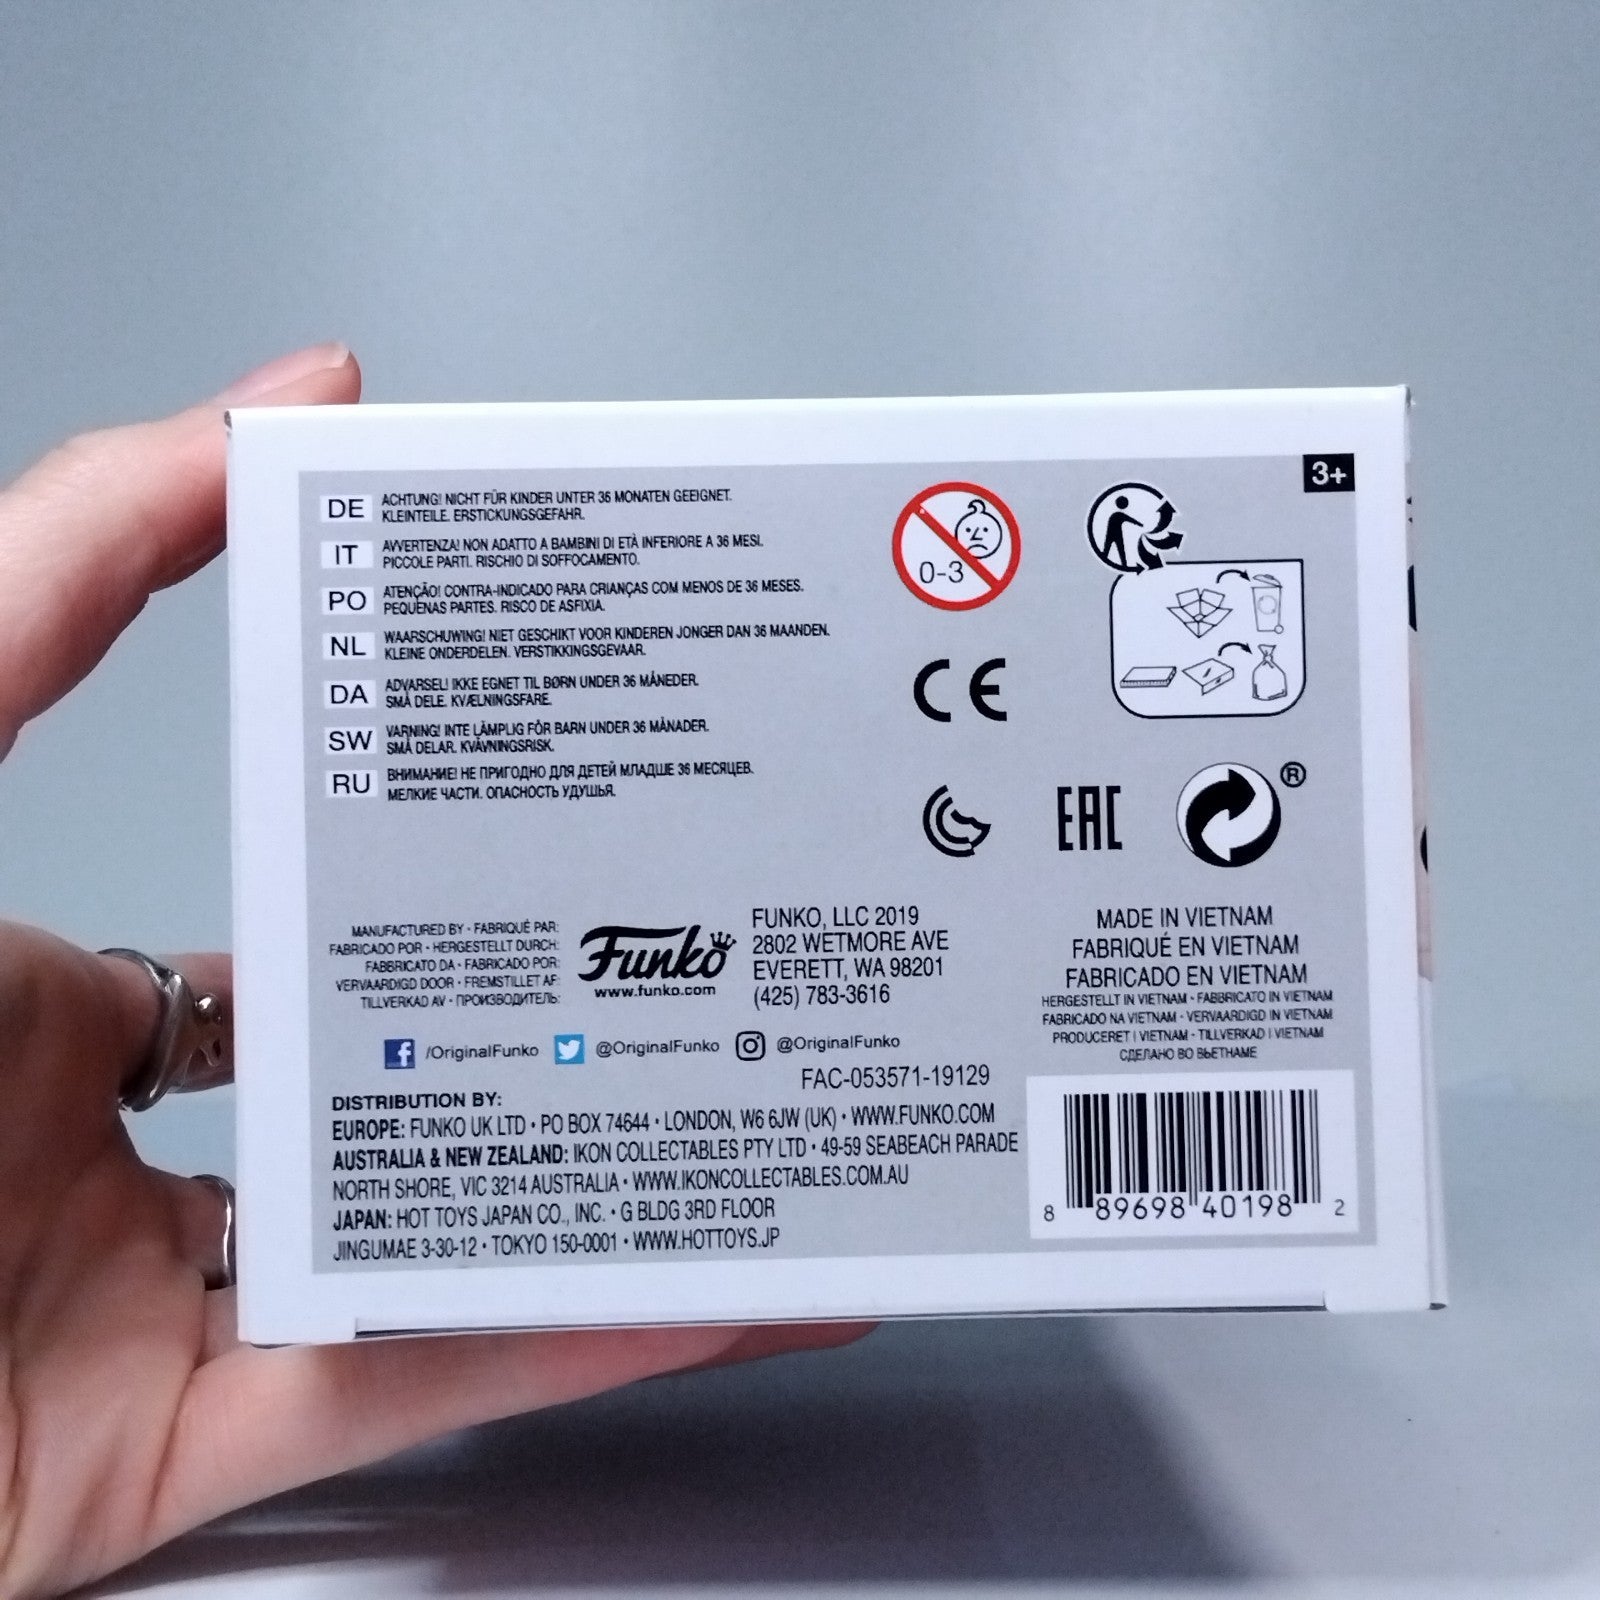 3+
DE ACHTUNG! NICHT FÜR KINDER UNTER 36 MONATEN GEEIGNET.
KLEINTEILE. ERSTICKUNGSGEFAHR.
IT AVVERTENZA! NON ADATTO A BAMBINI DI ETÀ INFERIORE A 36 MESI.
PICCOLE PARTI. RISCHIO DI SOFFOCAMENTO.
PO ATENÇÃO! CONTRA-INDICADO PARA CRIANÇAS COM MENOS DE 36 MESES.
PEQUENAS PARTES. RISCO DE ASFIXIA.
NL WAARSCHUWING! NIET GESCHIKT VOOR KINDEREN JONGER DAN 36 MAANDEN.
KLEINE ONDERDELEN. VERSTIKKINGSGEVAAR.
DA ADVARSEL! IKKE EGNET TIL BØRN UNDER 36 MÅNEDER.
SMÅ DELE. KVÆLNINGSFARE.
SW VARNING! INTE LÄMPLIG FÖR BARN UNDER 36 MÅNADER.
SMÅ DELAR. KVÄVNINGSRISK.
RU ВНИМАНИЕ! НЕ ПРИГОДНО ДЛЯ ДЕТЕЙ МЛАДШЕ 36 МЕСЯЦЕВ.
МЕЛКИЕ ЧАСТИ. ОПАСНОСТЬ УДУШЬЯ.
0-3
CE
EAC
®
MANUFACTURED BY • FABRIQUÉ PAR:
FABRICADO POR • HERGESTELLT DURCH:
FABBRICATO DA • FABRICADO POR:
VERVAARDIGD DOOR • FREMSTILLET AF:
TILLVERKAD AV • ПРОИЗВОДИТЕЛЬ:
Funko
www.funko.com
FUNKO, LLC 2019
2802 WETMORE AVE
EVERETT, WA 98201
(425) 783-3616
MADE IN VIETNAM
FABRIQUÉ EN VIETNAM
FABRICADO EN VIETNAM
HERGESTELLT IN VIETNAM • FABBRICATO IN VIETNAM
FABRICADO NA VIETNAM • VERVAARDIGD IN VIETNAM
PRODUCERET I VIETNAM • TILLVERKAD I VIETNAM
СДЕЛАНО ВО ВЬЕТНАМЕ
/OriginalFunko @OriginalFunko @OriginalFunko
FAC-053571-19129
DISTRIBUTION BY:
EUROPE: FUNKO UK LTD • PO BOX 74644 • LONDON, W6 6JW (UK) • WWW.FUNKO.COM
AUSTRALIA & NEW ZEALAND: IKON COLLECTABLES PTY LTD • 49-59 SEABEACH PARADE
NORTH SHORE, VIC 3214 AUSTRALIA • WWW.IKONCOLLECTABLES.COM.AU
JAPAN: HOT TOYS JAPAN CO., INC. • G BLDG 3RD FLOOR
JINGUMAE 3-30-12 • TOKYO 150-0001 • WWW.HOTTOYS.JP
8 89698 40198 2